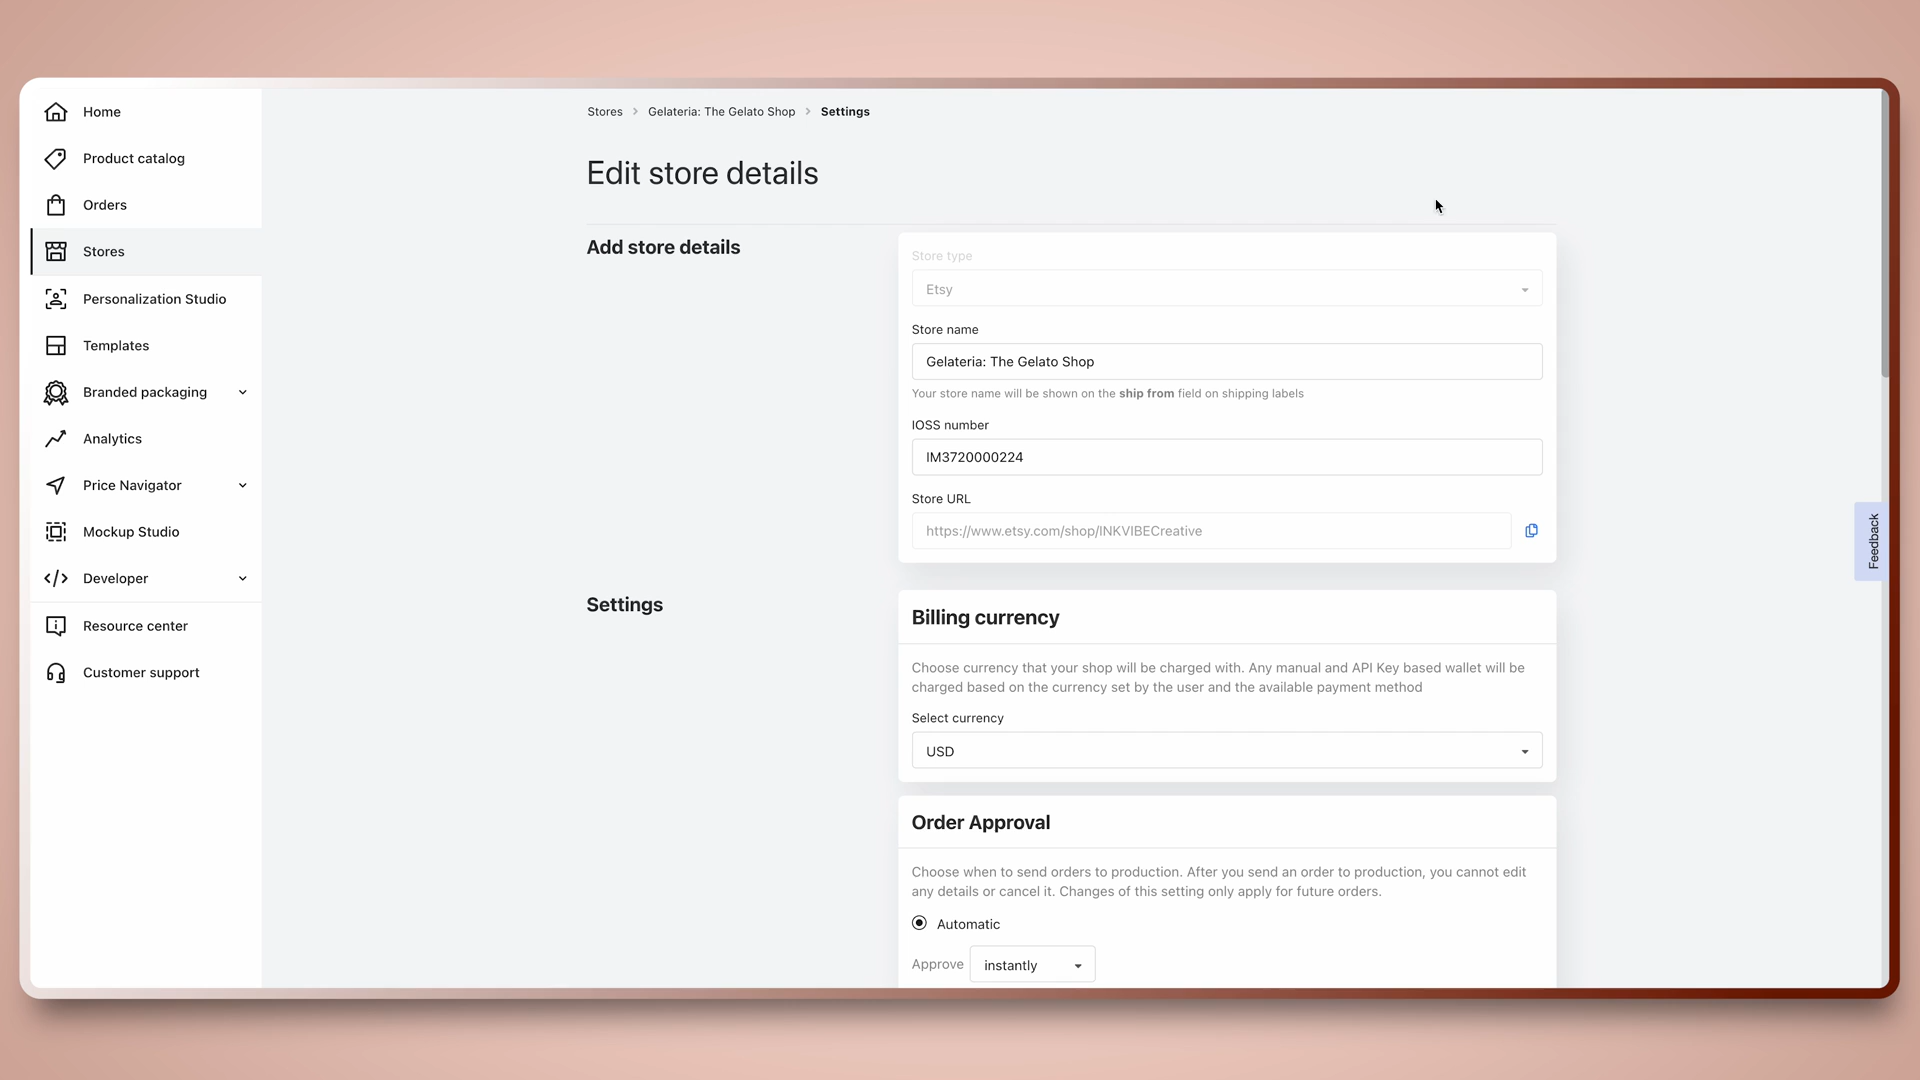 Home
Product catalog
Orders
Stores
Personalization Studio
Templates
Branded packaging
Analytics
Price Navigator
Mockup Studio
Developer
Resource center
Customer support
Stores > Gelateria: The Gelato Shop > Settings
Edit store details
Add store details
Store type
Etsy
Store name
Gelateria: The Gelato Shop
Your store name will be shown on the ship from field on shipping labels
IOSS number
IM3720000224
Store URL
https://www.etsy.com/shop/INKVIBECreative
Settings
Billing currency
Choose currency that your shop will be charged with. Any manual and API Key based wallet will be
charged based on the currency set by the user and the available payment method
Select currency
USD
Order Approval
Choose when to send orders to production. After you send an order to production, you cannot edit
any details or cancel it. Changes of this setting only apply for future orders.
Automatic
Approve instantly
Feedback